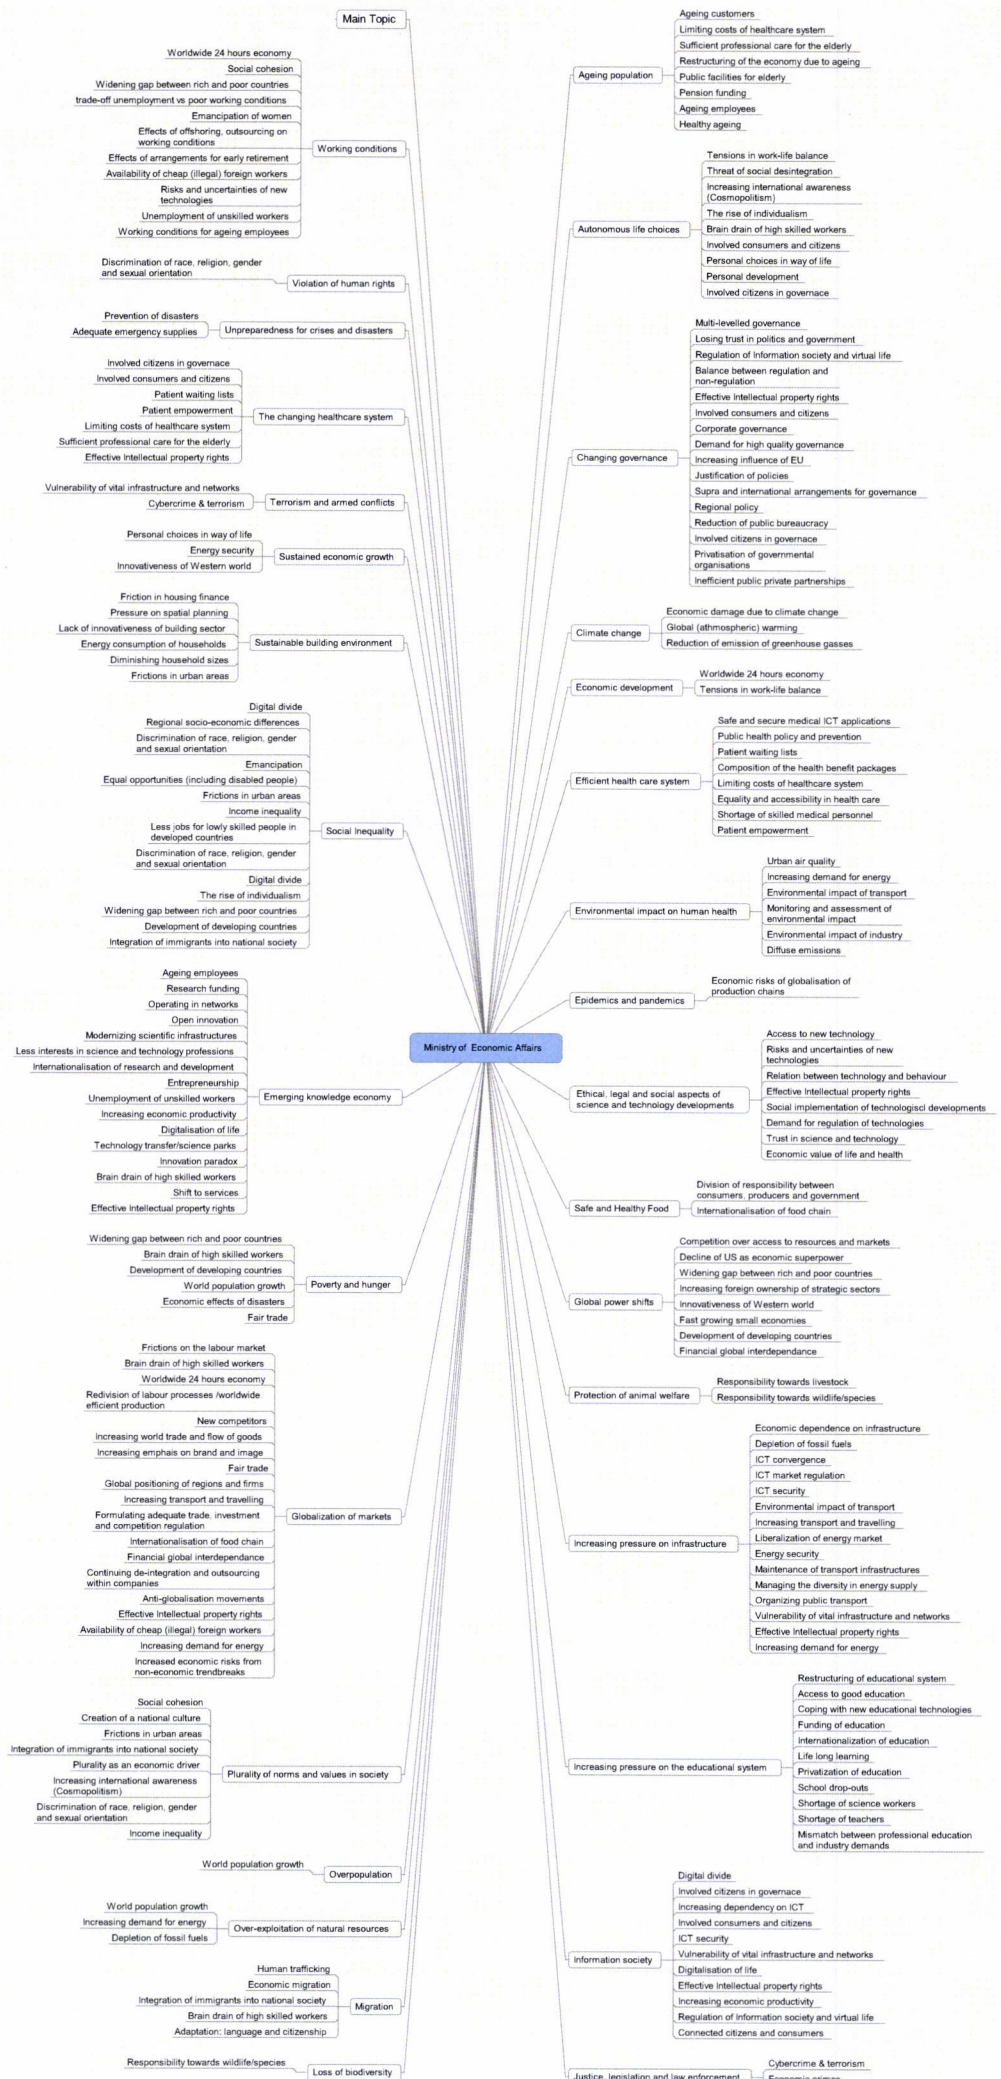 Main Topic
Worldwide 24 hours economy
Social cohesion
Widening gap between rich and poor countries
trade-off unemployment vs poor working conditions
Emancipation of women
Effects of offshoring, outsourcing on
working conditions
Effects of arrangements for early retirement
Availability of cheap (illegal) foreign workers
Risks and uncertainties of new
technologies
Unemployment of unskilled workers
Working conditions for ageing employees
Working conditions
Discrimination of race, religion, gender
and sexual orientation
Violation of human rights
Prevention of disasters
Adequate emergency supplies
Unpreparedness for crises and disasters
Involved citizens in governace
Involved consumers and citizens
Patient waiting lists
Patient empowerment
Limiting costs of healthcare system
Sufficient professional care for the elderly
Effective Intellectual property rights
The changing healthcare system
Vulnerability of vital infrastructure and networks
Cybercrime & terrorism
Terrorism and armed conflicts
Personal choices in way of life
Energy security
Innovativeness of Western world
Sustained economic growth
Friction in housing finance
Pressure on spatial planning
Lack of innovativeness of building sector
Energy consumption of households
Diminishing household sizes
Frictions in urban areas
Sustainable building environment
Digital divide
Regional socio-economic differences
Discrimination of race, religion, gender
and sexual orientation
Emancipation
Equal opportunities (including disabled people)
Frictions in urban areas
Income inequality
Less jobs for lowly skilled people in
developed countries
Discrimination of race, religion, gender
and sexual orientation
Digital divide
The rise of individualism
Widening gap between rich and poor countries
Development of developing countries
Integration of immigrants into national society
Social Inequality
Ageing employees
Research funding
Operating in networks
Open innovation
Modernizing scientific infrastructures
Less interests in science and technology professions
Internationalisation of research and development
Entrepreneurship
Unemployment of unskilled workers
Increasing economic productivity
Digitalisation of life
Technology transfer/science parks
Innovation paradox
Brain drain of high skilled workers
Shift to services
Effective Intellectual property rights
Emerging knowledge economy
Widening gap between rich and poor countries
Brain drain of high skilled workers
Development of developing countries
World population growth
Economic effects of disasters
Fair trade
Poverty and hunger
Frictions on the labour market
Brain drain of high skilled workers
Worldwide 24 hours economy
Redivision of labour processes /worldwide
efficient production
New competitors
Increasing world trade and flow of goods
Increasing emphais on brand and image
Fair trade
Global positioning of regions and firms
Increasing transport and travelling
Formulating adequate trade, investment
and competition regulation
Internationalisation of food chain
Financial global interdependance
Continuing de-integration and outsourcing
within companies
Anti-globalisation movements
Effective Intellectual property rights
Availability of cheap (illegal) foreign workers
Increasing demand for energy
Increased economic risks from
non-economic trendbreaks
Globalization of markets
Social cohesion
Creation of a national culture
Frictions in urban areas
Integration of immigrants into national society
Plurality as an economic driver
Increasing international awareness
(Cosmopolitism)
Discrimination of race, religion, gender
and sexual orientation
Income inequality
Plurality of norms and values in society
World population growth
Overpopulation
World population growth
Increasing demand for energy
Depletion of fossil fuels
Over-exploitation of natural resources
Human trafficking
Economic migration
Integration of immigrants into national society
Brain drain of high skilled workers
Adaptation: language and citizenship
Migration
Responsibility towards wildlife/species
Loss of biodiversity
Ministry of Economic Affairs
Ageing population
Ageing customers
Limiting costs of healthcare system
Sufficient professional care for the elderly
Restructuring of the economy due to ageing
Public facilities for elderly
Pension funding
Ageing employees
Healthy ageing
Autonomous life choices
Tensions in work-life balance
Threat of social desintegration
Increasing international awareness
(Cosmopolitism)
The rise of individualism
Brain drain of high skilled workers
Involved consumers and citizens
Personal choices in way of life
Personal development
Involved citizens in governace
Changing governance
Multi-levelled governance
Losing trust in politics and government
Regulation of Information society and virtual life
Balance between regulation and
non-regulation
Effective Intellectual property rights
Involved consumers and citizens
Corporate governance
Demand for high quality governance
Increasing influence of EU
Justification of policies
Supra and international arrangements for governance
Regional policy
Reduction of public bureaucracy
Involved citizens in governace
Privatisation of governmental
organisations
Inefficient public private partnerships
Climate change
Economic damage due to climate change
Global (athmospheric) warming
Reduction of emission of greenhouse gasses
Economic development
Worldwide 24 hours economy
Tensions in work-life balance
Efficient health care system
Safe and secure medical ICT applications
Public health policy and prevention
Patient waiting lists
Composition of the health benefit packages
Limiting costs of healthcare system
Equality and accessibility in health care
Shortage of skilled medical personnel
Patient empowerment
Environmental impact on human health
Urban air quality
Increasing demand for energy
Environmental impact of transport
Monitoring and assessment of
environmental impact
Environmental impact of industry
Diffuse emissions
Epidemics and pandemics
Economic risks of globalisation of
production chains
Ethical, legal and social aspects of
science and technology developments
Access to new technology
Risks and uncertainties of new
technologies
Relation between technology and behaviour
Effective Intellectual property rights
Social implementation of technologiscl developments
Demand for regulation of technologies
Trust in science and technology
Economic value of life and health
Safe and Healthy Food
Division of responsibility between
consumers, producers and government
Internationalisation of food chain
Global power shifts
Competition over access to resources and markets
Decline of US as economic superpower
Widening gap between rich and poor countries
Increasing foreign ownership of strategic sectors
Innovativeness of Western world
Fast growing small economies
Development of developing countries
Financial global interdependance
Protection of animal welfare
Responsibility towards livestock
Responsibility towards wildlife/species
Increasing pressure on infrastructure
Economic dependence on infrastructure
Depletion of fossil fuels
ICT convergence
ICT market regulation
ICT security
Environmental impact of transport
Increasing transport and travelling
Liberalization of energy market
Energy security
Maintenance of transport infrastructures
Managing the diversity in energy supply
Organizing public transport
Vulnerability of vital infrastructure and networks
Effective Intellectual property rights
Increasing demand for energy
Increasing pressure on the educational system
Restructuring of educational system
Access to good education
Coping with new educational technologies
Funding of education
Internationalization of education
Life long learning
Privatization of education
School drop-outs
Shortage of science workers
Shortage of teachers
Mismatch between professional education
and industry demands
Information society
Digital divide
Involved citizens in governace
Increasing dependency on ICT
Involved consumers and citizens
ICT security
Vulnerability of vital infrastructure and networks
Digitalisation of life
Effective Intellectual property rights
Increasing economic productivity
Regulation of Information society and virtual life
Connected citizens and consumers
Justice, legislation and law enforcement
Cybercrime & terrorism
Economic crimes